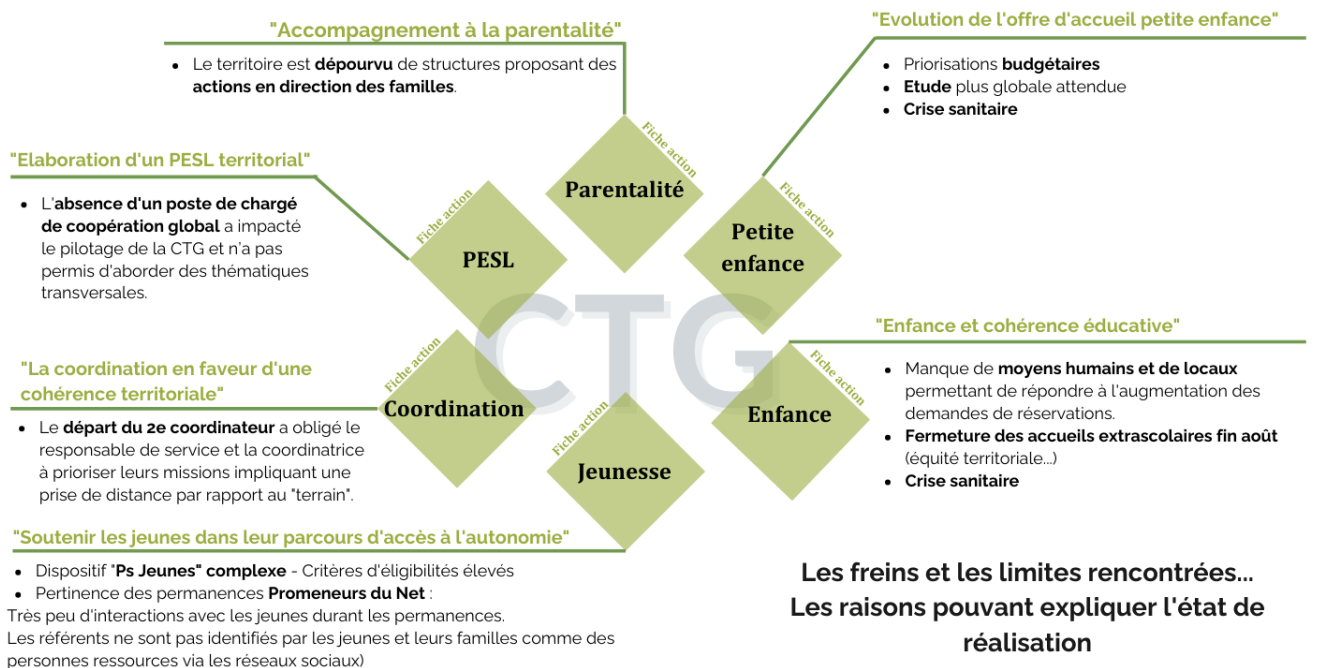 "Accompagnement à la parentalité"
• Le territoire est dépourvu de structures proposant des
actions en direction des familles.
"Evolution de l'offre d'accueil petite enfance"
• Priorisations budgétaires
• Etude plus globale attendue
• Crise sanitaire
"Elaboration d'un PESL territorial"
• L'absence d'un poste de chargé
de coopération global a impacté
le pilotage de la CTG et n'a pas
permis d'aborder des thématiques
transversales.
Fiche action
Parentalité
Fiche action
Petite
enfance
Fiche action
PESL
CTG
"Enfance et cohérence éducative"
• Manque de moyens humains et de locaux
permettant de répondre à l'augmentation des
demandes de réservations.
• Fermeture des accueils extrascolaires fin août
(équité territoriale...)
• Crise sanitaire
Fiche action
Enfance
"La coordination en faveur d'une
cohérence territoriale"
• Le départ du 2e coordinateur a obligé le
responsable de service et la coordinatrice
à prioriser leurs missions impliquant une
prise de distance par rapport au "terrain".
Fiche action
Coordination
Fiche action
Jeunesse
"Soutenir les jeunes dans leur parcours d'accès à l'autonomie"
• Dispositif "Ps Jeunes" complexe - Critères d'éligibilités élevés
• Pertinence des permanences Promeneurs du Net :
Très peu d'interactions avec les jeunes durant les permanences.
Les référents ne sont pas identifiés par les jeunes et leurs familles comme des
personnes ressources via les réseaux sociaux)
Les freins et les limites rencontrées...
Les raisons pouvant expliquer l'état de
réalisation